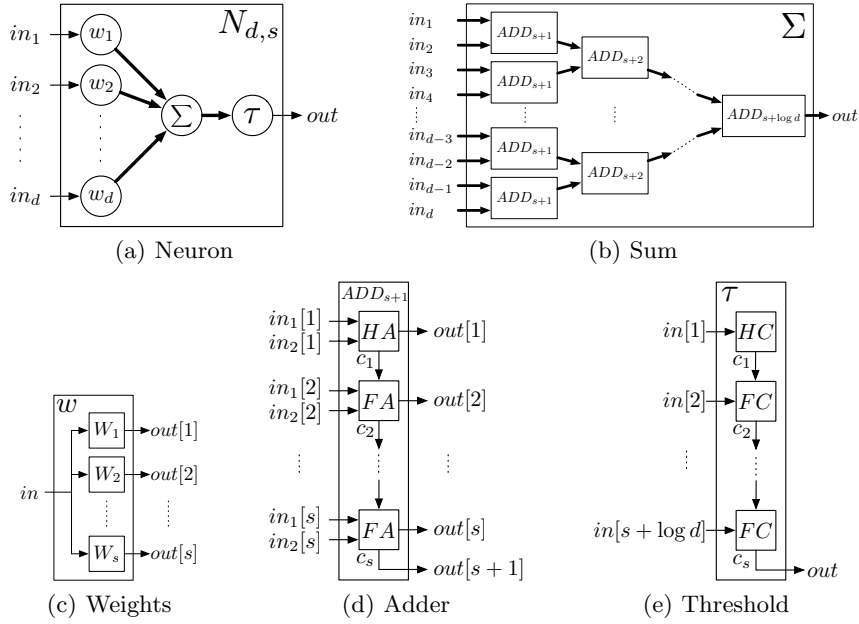 N_{d,s}
in_1
w_1
in_2
w_2
Σ
τ
out
in_d
w_d
(a) Neuron
Σ
in_1
in_2
ADD_{s+1}
in_3
in_4
ADD_{s+1}
ADD_{s+2}
in_{d-3}
in_{d-2}
ADD_{s+1}
in_{d-1}
in_d
ADD_{s+1}
ADD_{s+2}
ADD_{s+log d}
out
(b) Sum
w
in
W_1
out[1]
W_2
out[2]
W_s
out[s]
(c) Weights
ADD_{s+1}
in_1[1]
in_2[1]
HA
out[1]
c_1
in_1[2]
in_2[2]
FA
out[2]
c_2
in_1[s]
in_2[s]
FA
out[s]
c_s
out[s+1]
(d) Adder
τ
in[1]
HC
c_1
in[2]
FC
c_2
in[s + log d]
FC
c_s
out
(e) Threshold